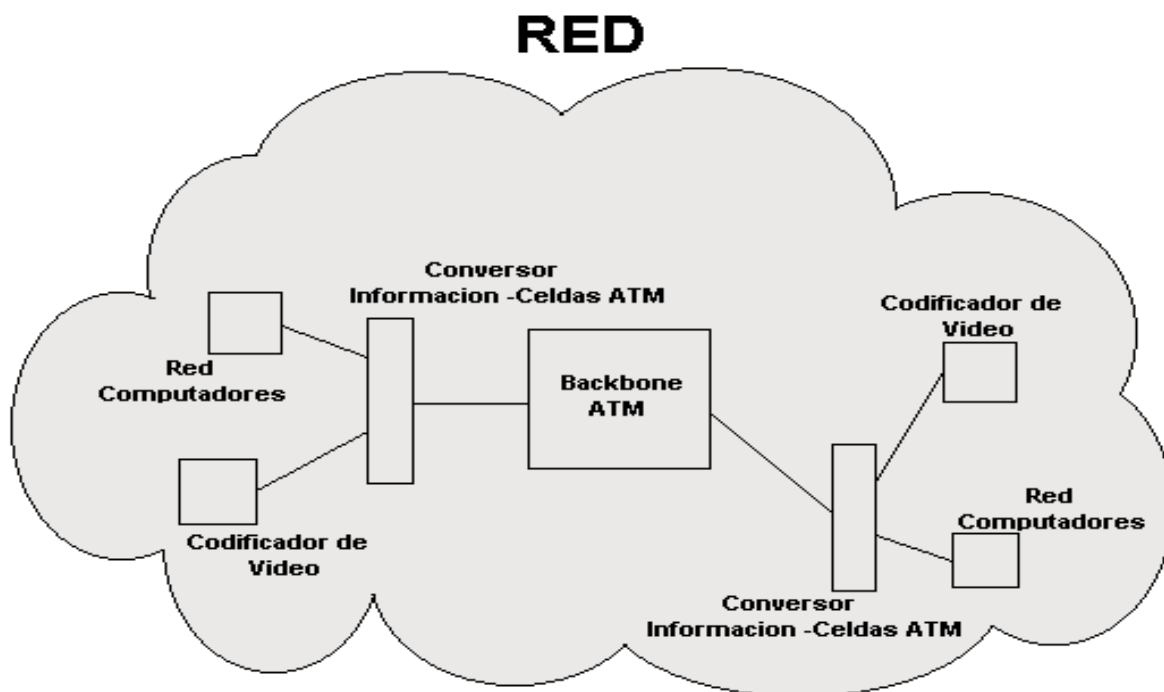 RED
Conversor
Informacion -Celdas ATM
Red
Computadores
Codificador de
Video
Backbone
ATM
Codificador de
Video
Red
Computadores
Conversor
Informacion -Celdas ATM